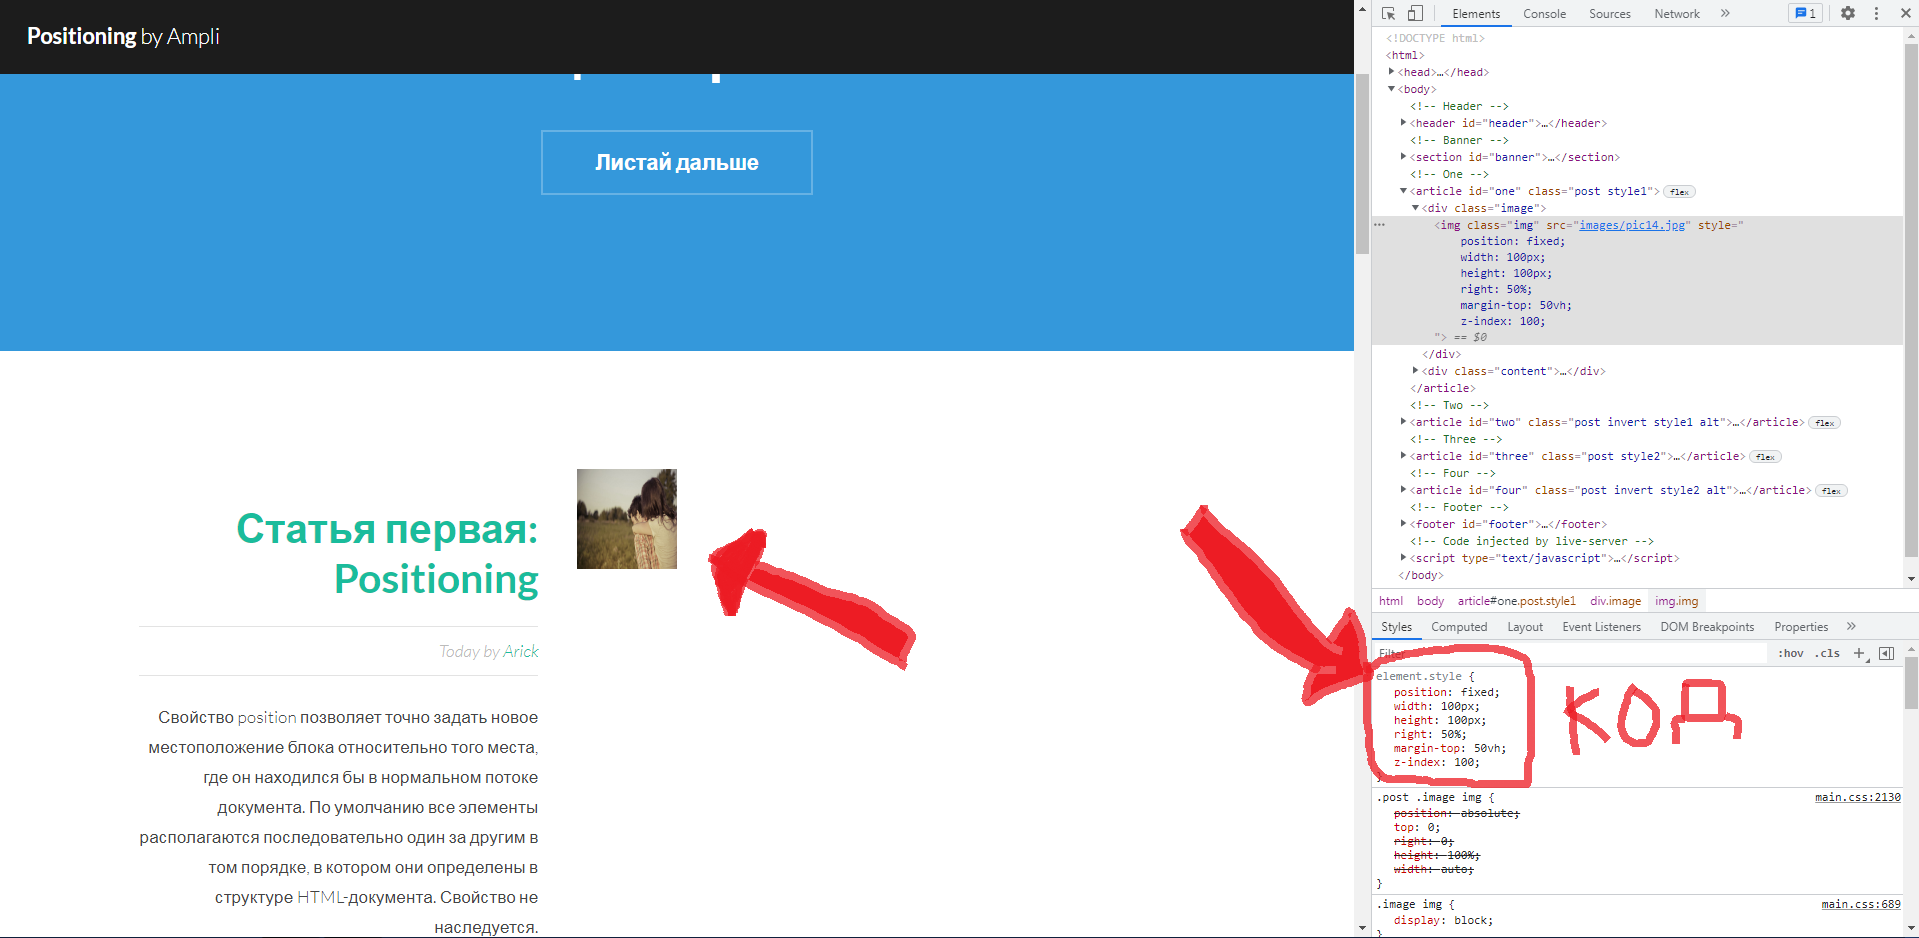 Positioning by Ampli
Листай дальше
Статья первая:
Positioning
Today by Arick
Свойство position позволяет точно задать новое
местоположение блока относительно того места,
где он находился бы в нормальном потоке
документа. По умолчанию все элементы
располагаются последовательно один за другим в
том порядке, в котором они определены в
структуре HTML-документа. Свойство не
наследуется.
Elements Console Sources Network » 1
<!DOCTYPE html>
<html>
<head>…</head>
<body>
<!-- Header -->
<header id="header">…</header>
<!-- Banner -->
<section id="banner">…</section>
<!-- One -->
<article id="one" class="post style1"> flex
<div class="image">
<img class="img" src="images/pic14.jpg" style="
position: fixed;
width: 100px;
height: 100px;
right: 50%;
margin-top: 50vh;
z-index: 100;
"> == $0
</div>
<div class="content">…</div>
</article>
<!-- Two -->
<article id="two" class="post invert style1 alt">…</article> flex
<!-- Three -->
<article id="three" class="post style2">…</article> flex
<!-- Four -->
<article id="four" class="post invert style2 alt">…</article> flex
<!-- Footer -->
<footer id="footer">…</footer>
<!-- Code injected by live-server -->
<script type="text/javascript">…</script>
</body>
html body article#one.post.style1 div.image img.img
Styles Computed Layout Event Listeners DOM Breakpoints Properties »
Filter :hov .cls +
element.style {
position: fixed;
width: 100px;
height: 100px;
right: 50%;
margin-top: 50vh;
z-index: 100;
}
КОД
.post .image img { main.css:2130
position: absolute;
top: 0;
right: 0;
height: 100%;
width: auto;
}
.image img { main.css:689
display: block;
}